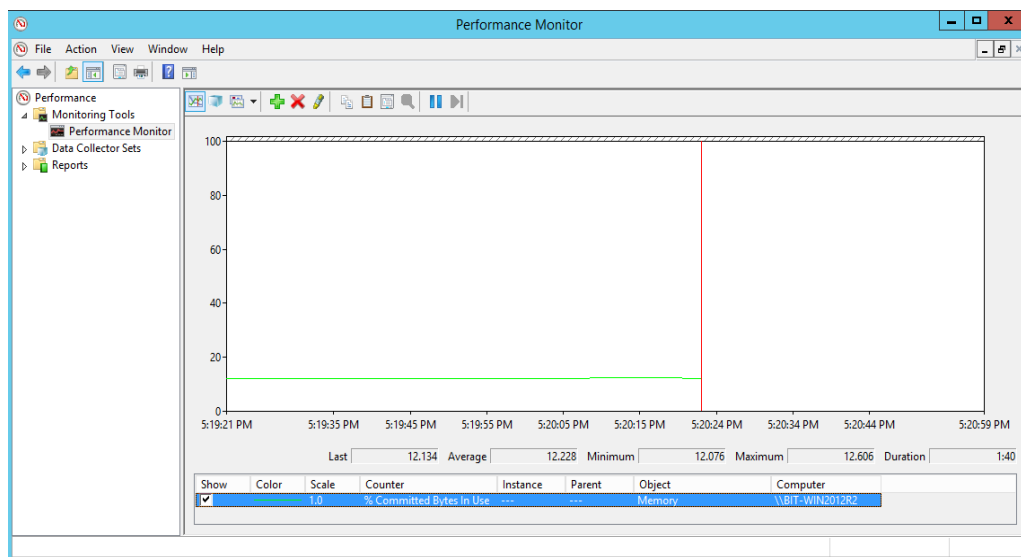 Performance Monitor
File Action View Window Help
Performance
Monitoring Tools
Performance Monitor
Data Collector Sets
Reports
100
80
60
40
20
0
5:19:21 PM 5:19:35 PM 5:19:45 PM 5:19:55 PM 5:20:05 PM 5:20:15 PM 5:20:24 PM 5:20:34 PM 5:20:44 PM 5:20:59 PM
Last 12.134 Average 12.228 Minimum 12.076 Maximum 12.606 Duration 1:40
Show Color Scale Counter Instance Parent Object Computer
1.0 % Committed Bytes In Use --- --- Memory \\BIT-WIN2012R2